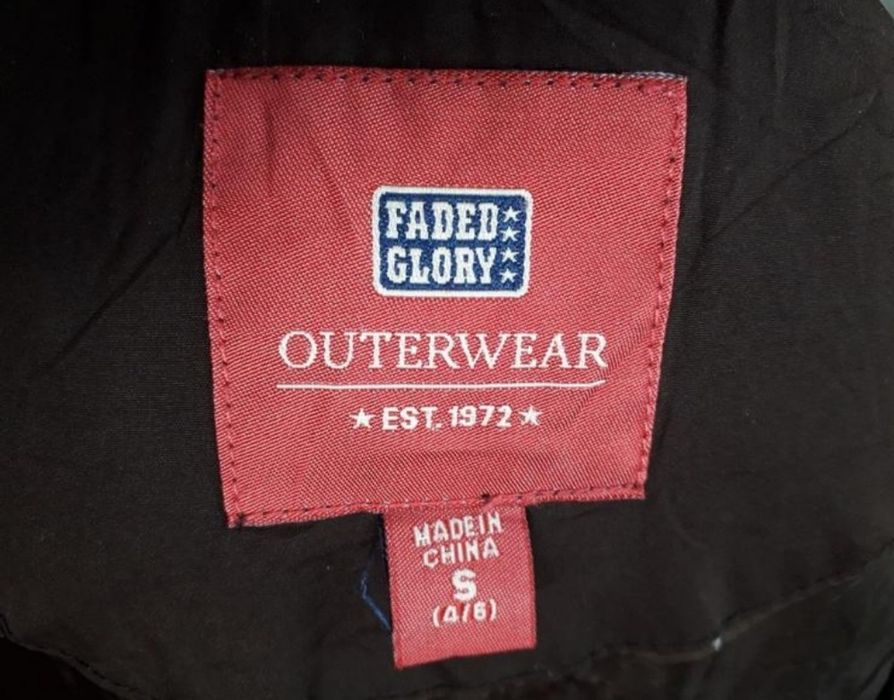 FADED
GLORY
OUTERWEAR
★ EST. 1972 ★
MADE IN
CHINA
S
(4/6)